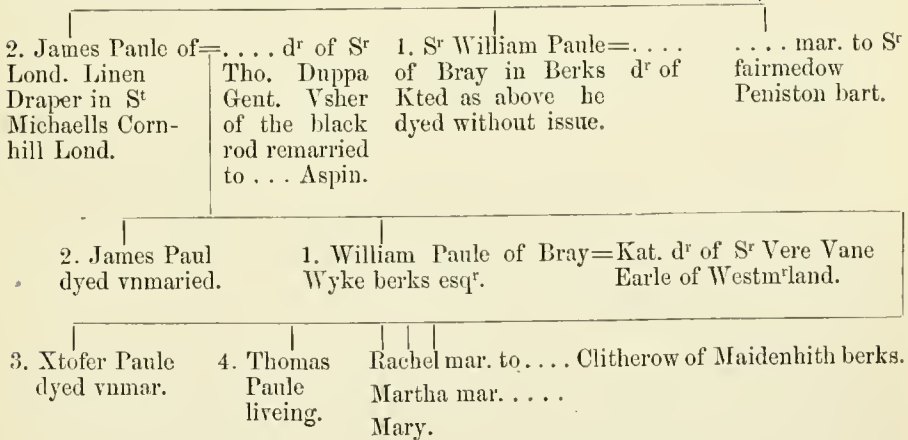 2. James Paule of=. . . . dʳ of Sʳ
Lond. Linen Tho. Duppa
Draper in Sᵗ Gent. Vsher
Michaells Corn- of the black
hill Lond. rod remarried
to . . . Aspin.
1. Sʳ William Paule=. . . .
of Bray in Berks dʳ of
Kted as above he
dyed without issue.
. . . . mar. to Sʳ
fairmedow
Peniston bart.
2. James Paul
dyed vnmaried.
1. William Paule of Bray=Kat. dʳ of Sʳ Vere Vane
Wyke berks esqʳ. Earle of Westmʳland.
3. Xtofer Paule
dyed vnmar.
4. Thomas
Paule
liveing.
Rachel mar. to . . . . Clitherow of Maidenhith berks.
Martha mar. . . . .
Mary.